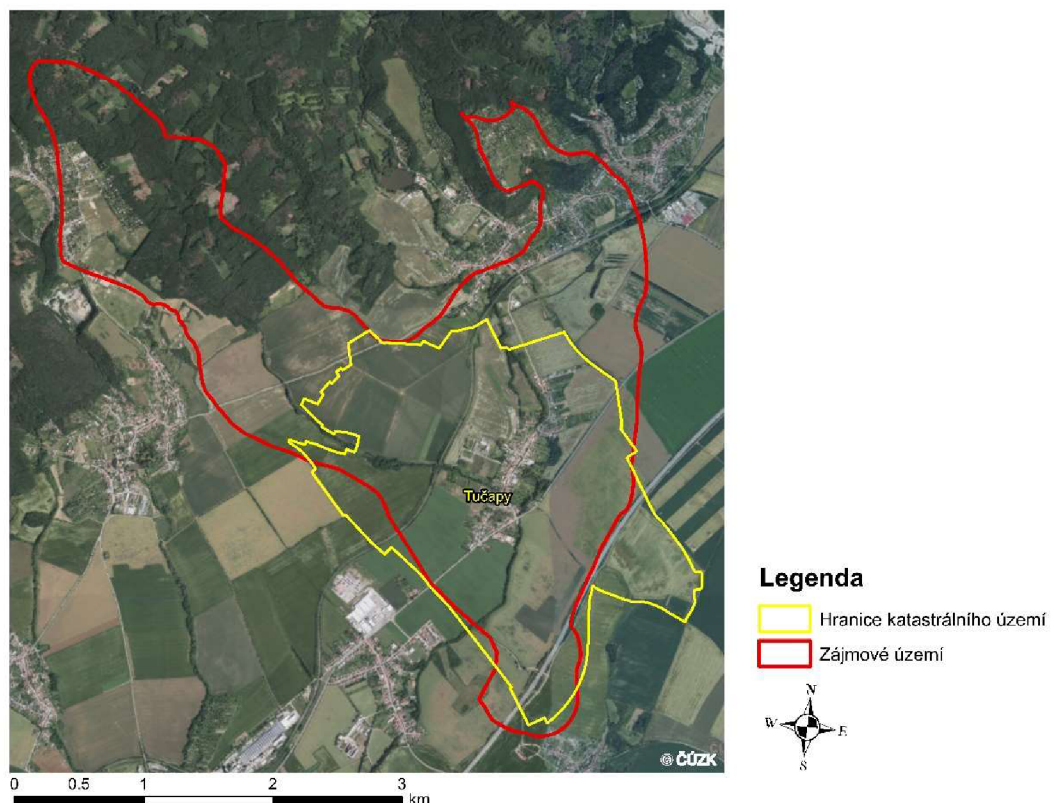 Tučapy
Legenda
Hranice katastrálního území
Zájmové území
N
W E
S
© ČÚZK
0 0.5 1 2 3
km